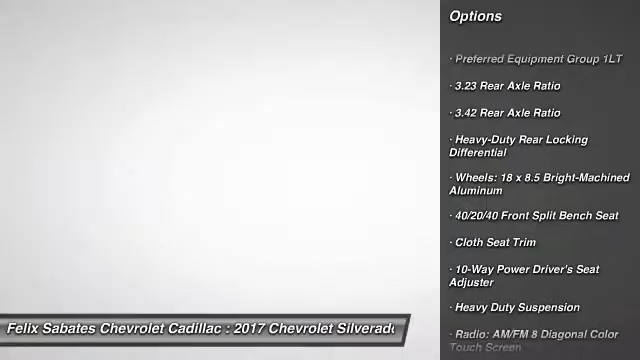 Options
· Preferred Equipment Group 1LT
· 3.23 Rear Axle Ratio
· 3.42 Rear Axle Ratio
· Heavy-Duty Rear Locking
Differential
· Wheels: 18 x 8.5 Bright-Machined
Aluminum
· 40/20/40 Front Split Bench Seat
· Cloth Seat Trim
· 10-Way Power Driver's Seat
Adjuster
· Heavy Duty Suspension
· Radio: AM/FM 8 Diagonal Color
Touch Screen
Felix Sabates Chevrolet Cadillac : 2017 Chevrolet Silverado